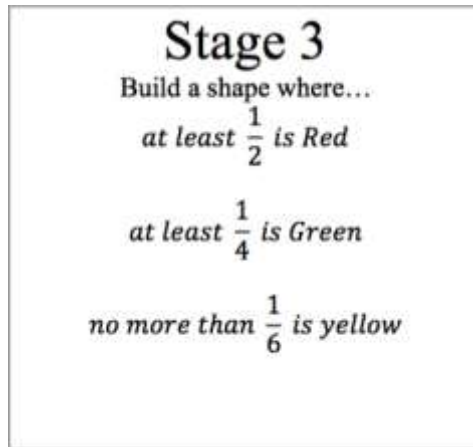 Stage 3
Build a shape where...
at least 1/2 is Red
at least 1/4 is Green
no more than 1/6 is yellow